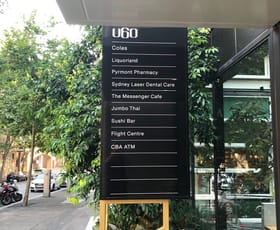 U60
Coles
Liquorland
Pyrmont Pharmacy
Sydney Laser Dental Care
The Messenger Cafe
Jumbo Thai
Sushi Bar
Flight Centre
CBA ATM